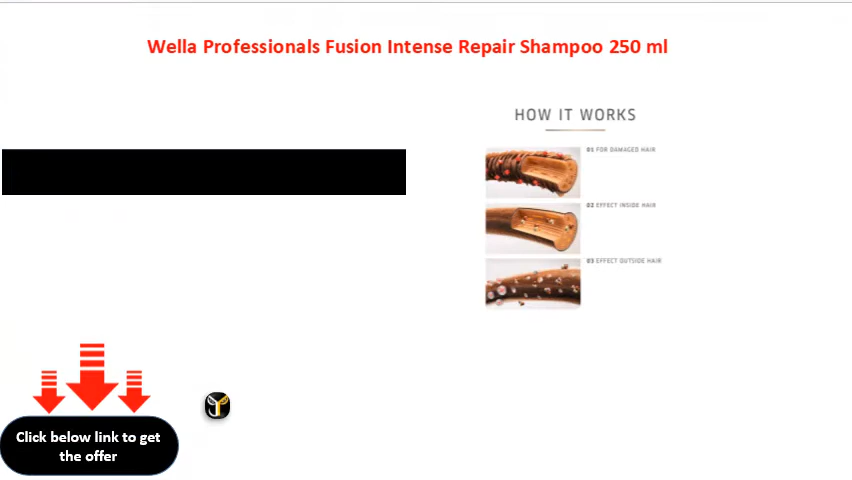 Wella Professionals Fusion Intense Repair Shampoo 250 ml
HOW IT WORKS
01 FOR DAMAGED HAIR
02 EFFECT INSIDE HAIR
03 EFFECT OUTSIDE HAIR
Click below link to get
the offer